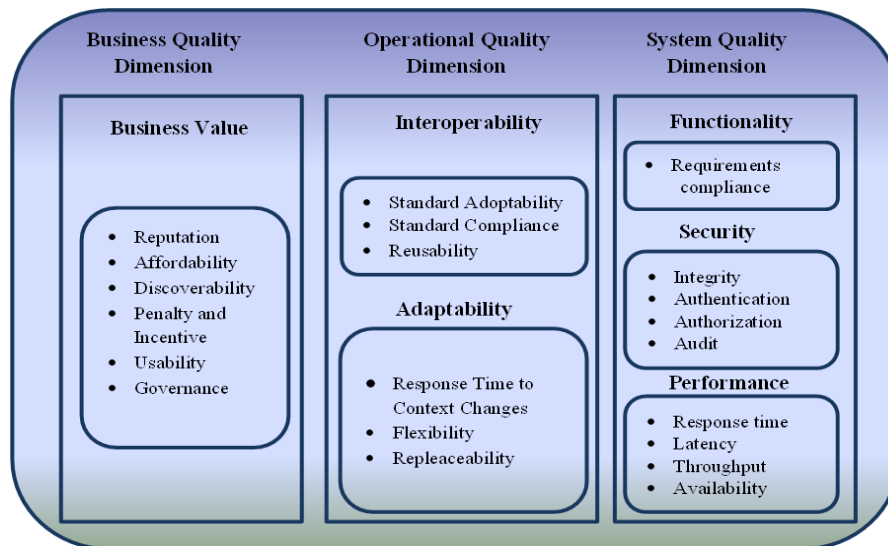 Business Quality
Dimension
Business Value
• Reputation
• Affordability
• Discoverability
• Penalty and
Incentive
• Usability
• Governance
Operational Quality
Dimension
Interoperability
• Standard Adoptability
• Standard Compliance
• Reusability
Adaptability
• Response Time to
Context Changes
• Flexibility
• Repleaceability
System Quality
Dimension
Functionality
• Requirements
compliance
Security
• Integrity
• Authentication
• Authorization
• Audit
Performance
• Response time
• Latency
• Throughput
• Availability